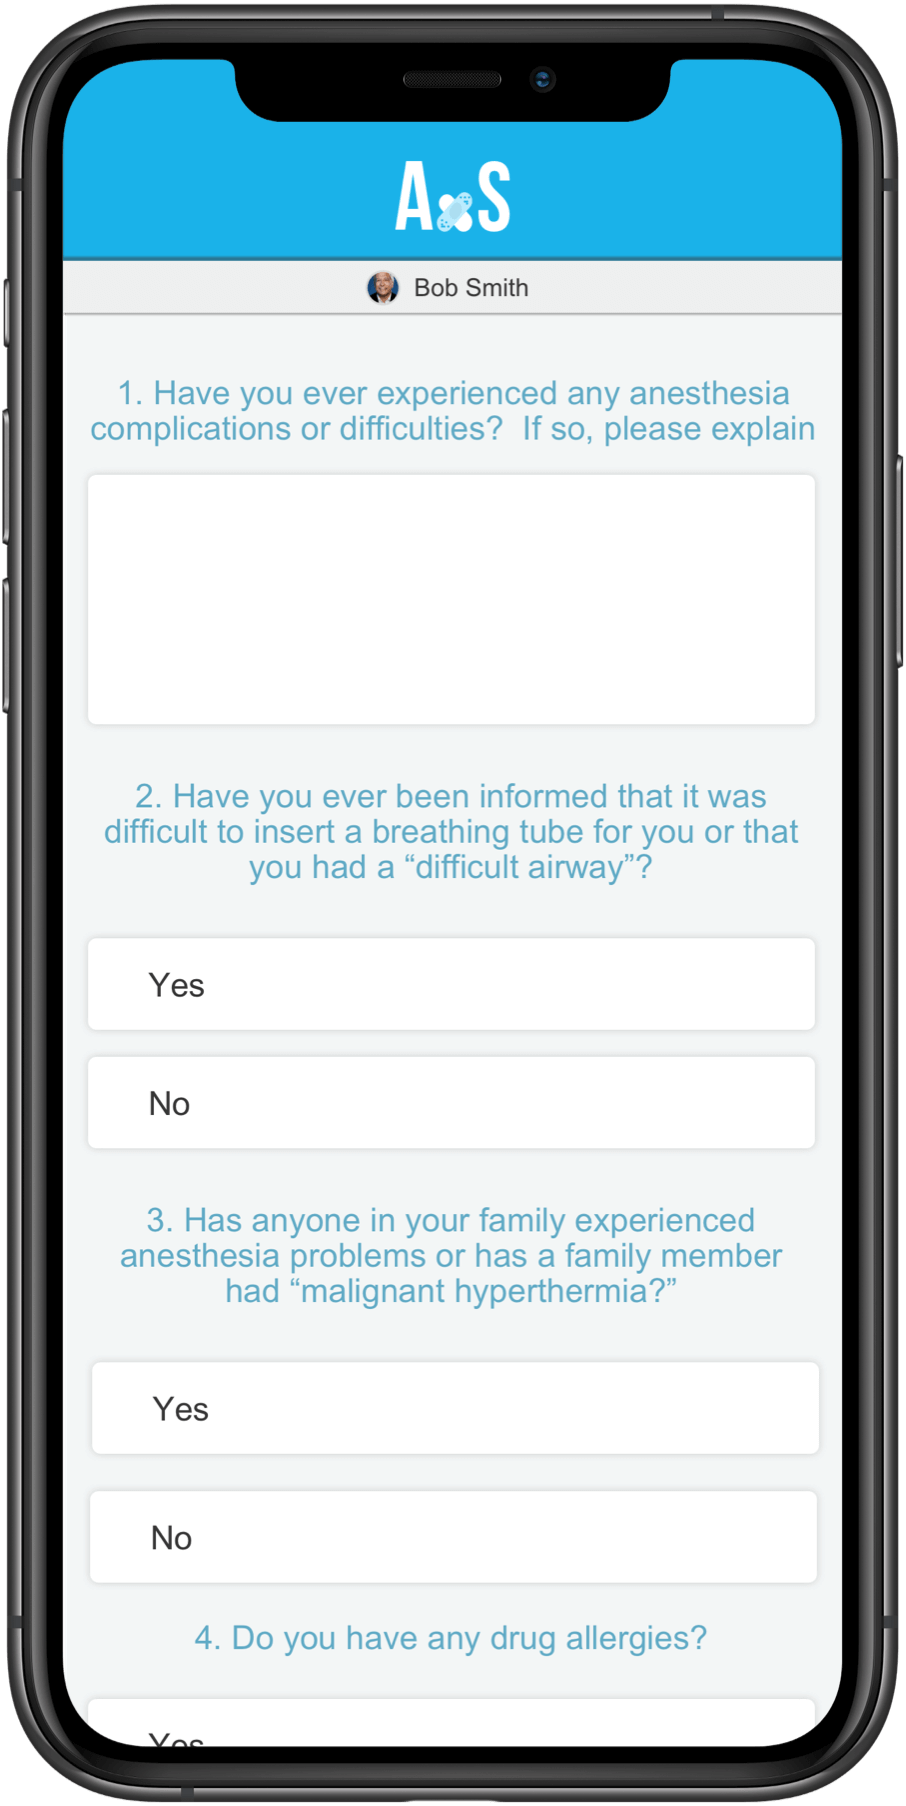 A S
Bob Smith
1. Have you ever experienced any anesthesia
complications or difficulties?  If so, please explain
2. Have you ever been informed that it was
difficult to insert a breathing tube for you or that
you had a “difficult airway”?
Yes
No
3. Has anyone in your family experienced
anesthesia problems or has a family member
had “malignant hyperthermia?”
Yes
No
4. Do you have any drug allergies?
Yes